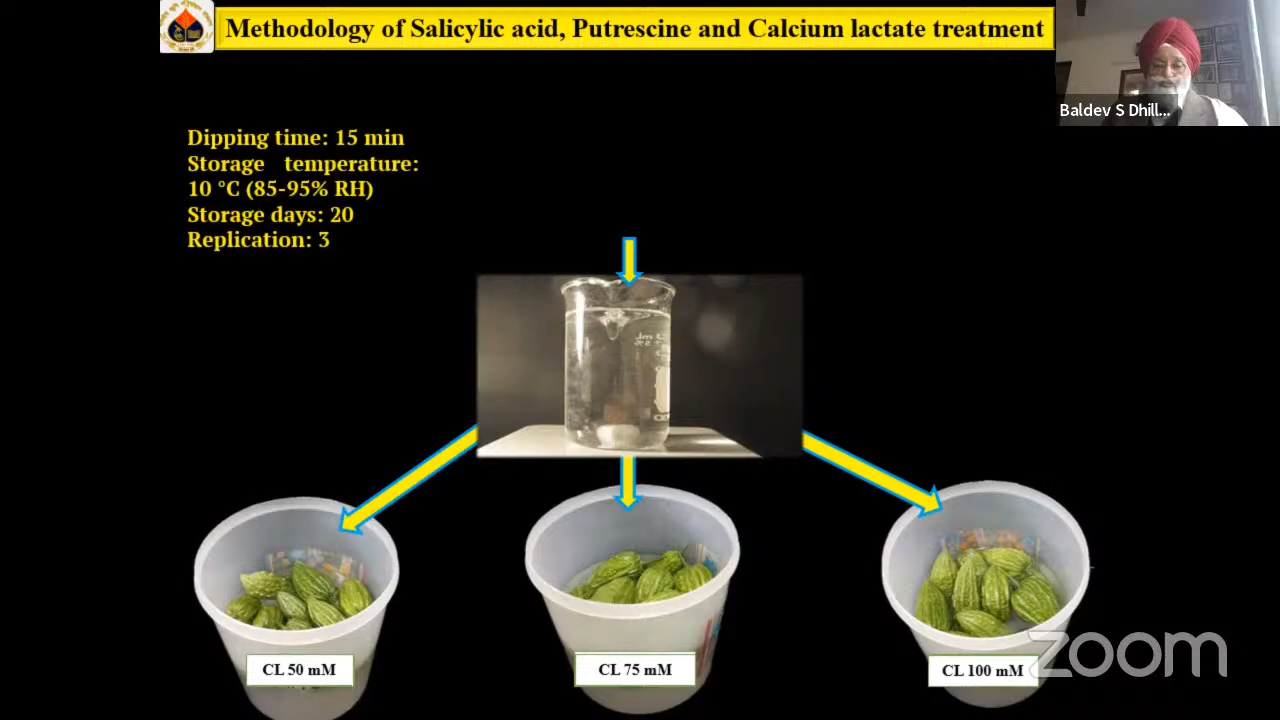 Methodology of Salicylic acid, Putrescine and Calcium lactate treatment
Baldev S Dhill...
Dipping time: 15 min
Storage temperature:
10 °C (85-95% RH)
Storage days: 20
Replication: 3
CL 50 mM
CL 75 mM
CL 100 mM
zoom